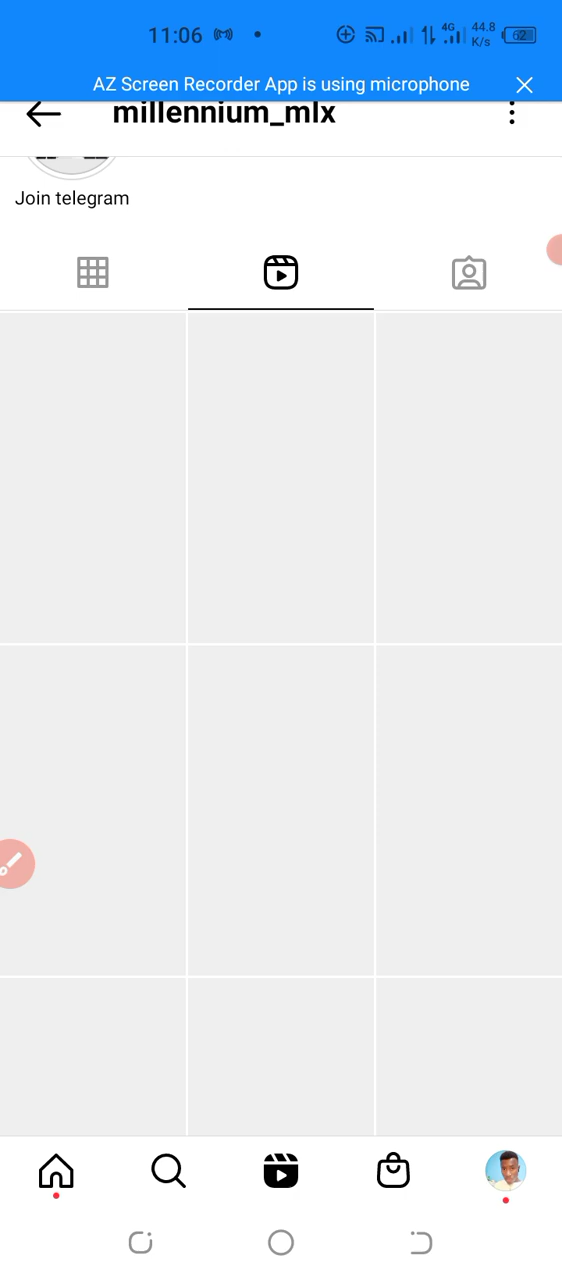 11:06
4G
44.8
K/s
62
AZ Screen Recorder App is using microphone
millennium_mlx
Join telegram